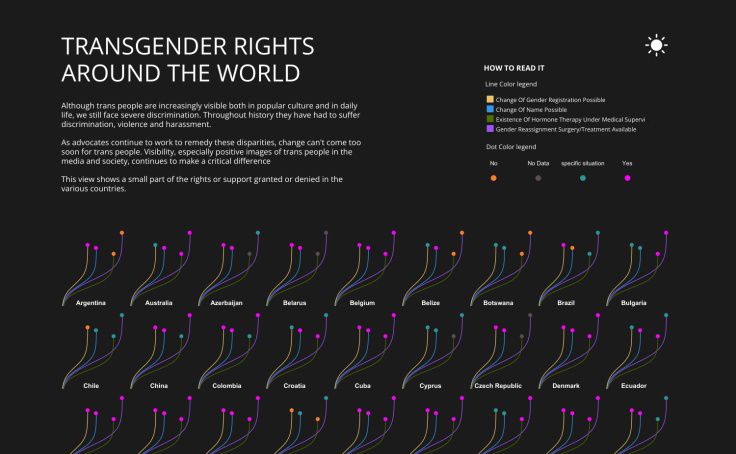 TRANSGENDER RIGHTS
AROUND THE WORLD
Although trans people are increasingly visible both in popular culture and in daily
life, we still face severe discrimination. Throughout history they have had to suffer
discrimination, violence and harassment.
As advocates continue to work to remedy these disparities, change can't come too
soon for trans people. Visibility, especially positive images of trans people in the
media and society, continues to make a critical difference
This view shows a small part of the rights or support granted or denied in the
various countries.
HOW TO READ IT
Line Color legend
Change Of Gender Registration Possible
Change Of Name Possible
Existence Of Hormone Therapy Under Medical Supervi
Gender Reassignment Surgery/Treatment Available
Dot Color legend
No No Data specific situation Yes
Argentina Australia Azerbaijan Belarus Belgium Belize Botswana Brazil Bulgaria
Chile China Colombia Croatia Cuba Cyprus Czech Republic Denmark Ecuador